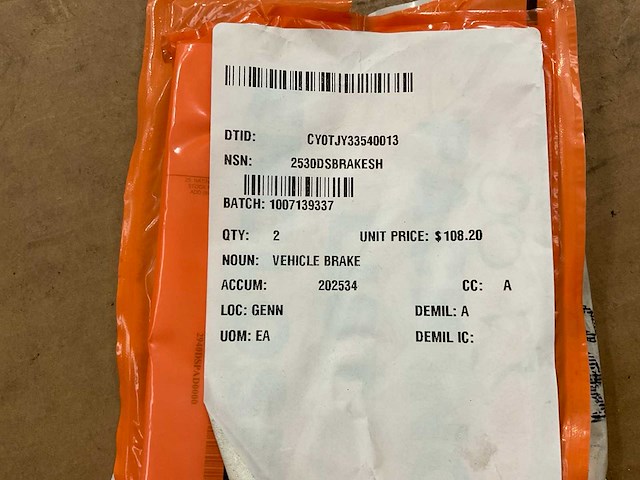 DTID: CY0TJY33540013
NSN: 2530DSBRAKESH
BATCH: 1007139337
QTY: 2 UNIT PRICE: $108.20
NOUN: VEHICLE BRAKE
ACCUM: 202534 CC: A
LOC: GENN DEMIL: A
UOM: EA DEMIL IC: